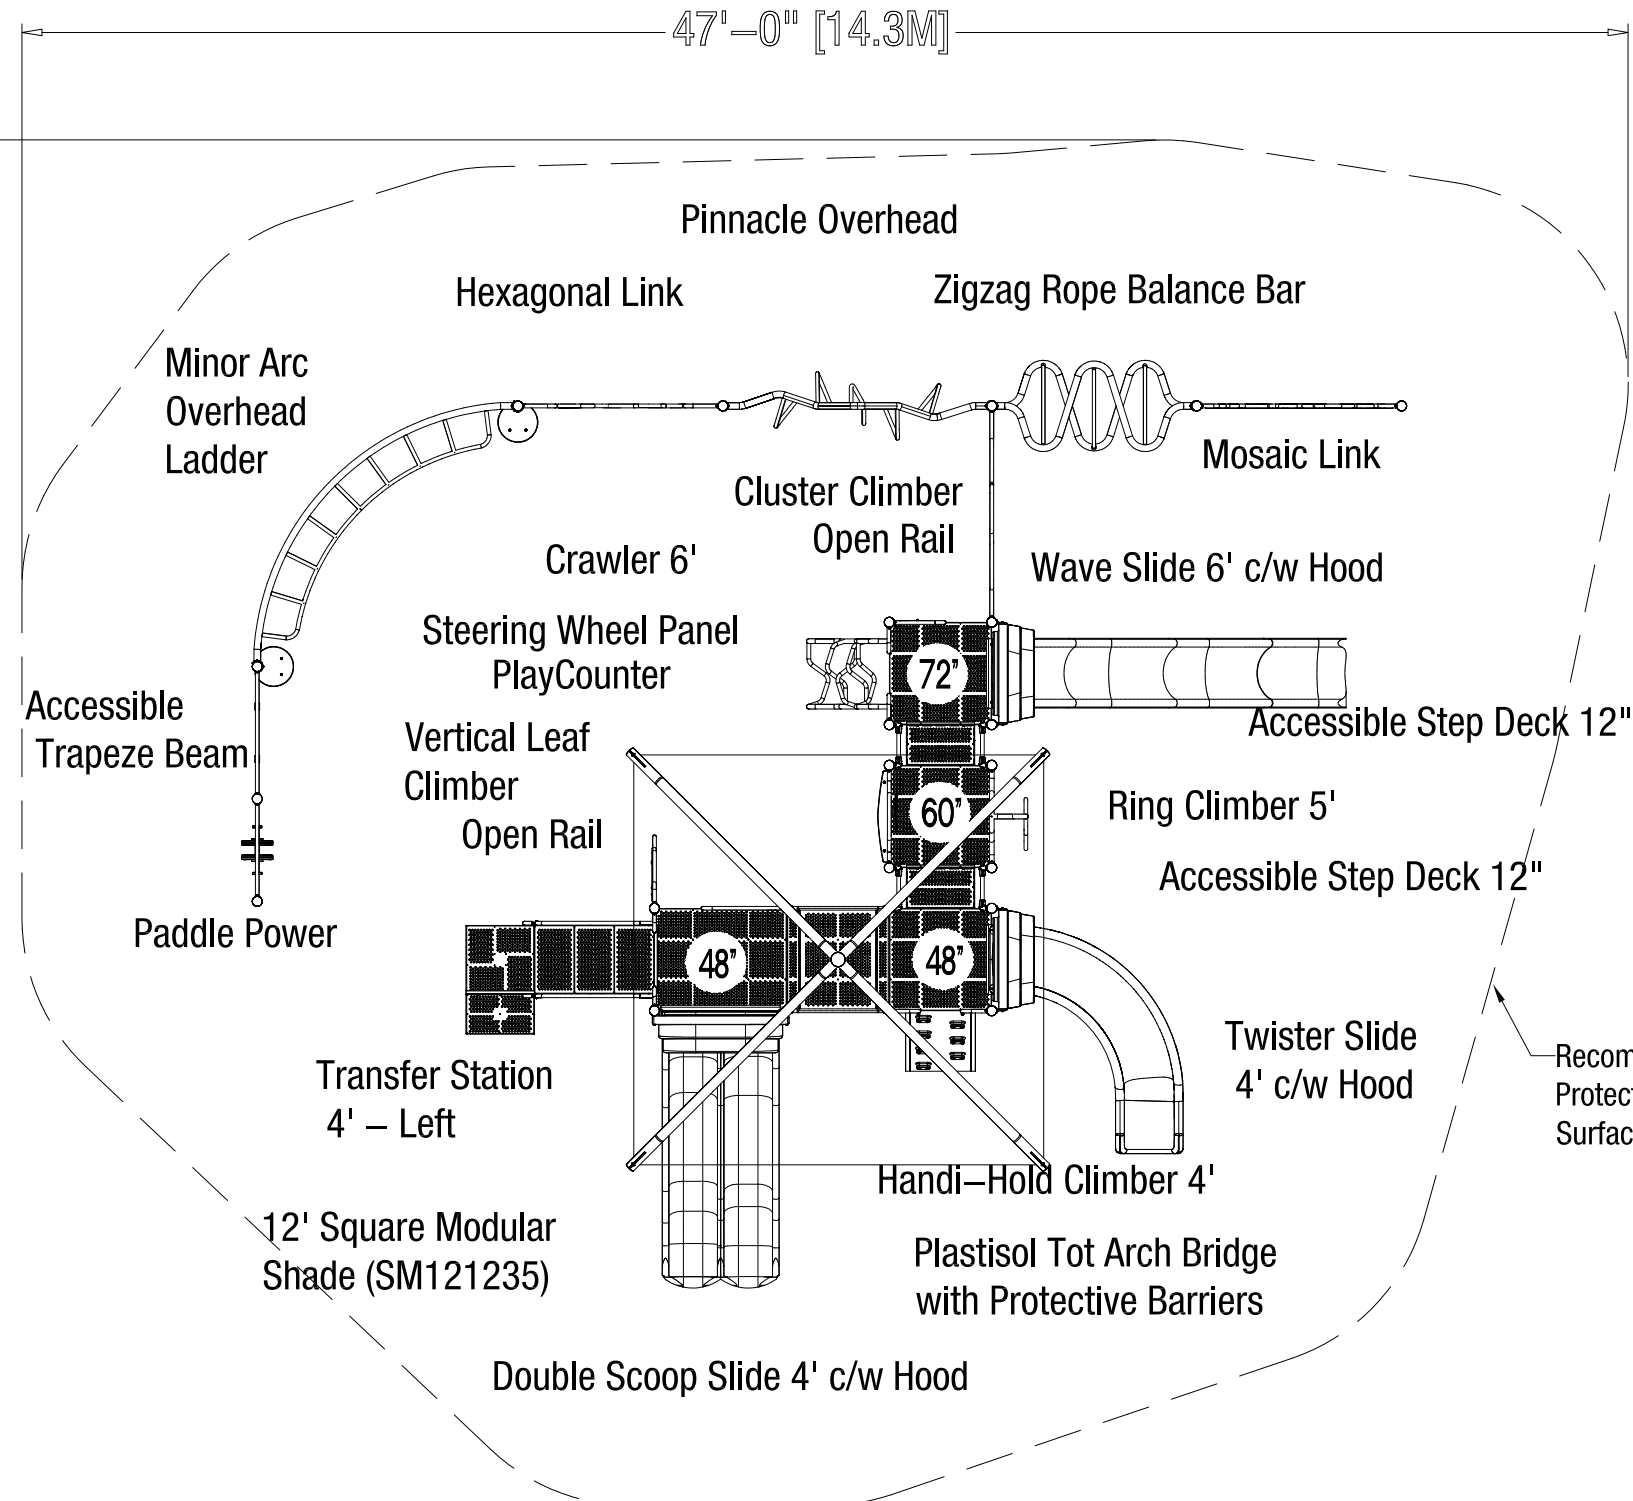 47'–0" [14.3M]
Pinnacle Overhead
Hexagonal Link
Zigzag Rope Balance Bar
Minor Arc
Overhead
Ladder
Mosaic Link
Cluster Climber
Open Rail
Crawler 6'
Wave Slide 6' c/w Hood
Steering Wheel Panel
PlayCounter
72"
Accessible
Trapeze Beam
Accessible Step Deck 12"
Vertical Leaf
Climber
Open Rail
60"
Ring Climber 5'
Accessible Step Deck 12"
Paddle Power
48"
48"
Transfer Station
4' – Left
Twister Slide
4' c/w Hood
Recom
Protect
Surfac
Handi–Hold Climber 4'
12' Square Modular
Shade (SM121235)
Plastisol Tot Arch Bridge
with Protective Barriers
Double Scoop Slide 4' c/w Hood